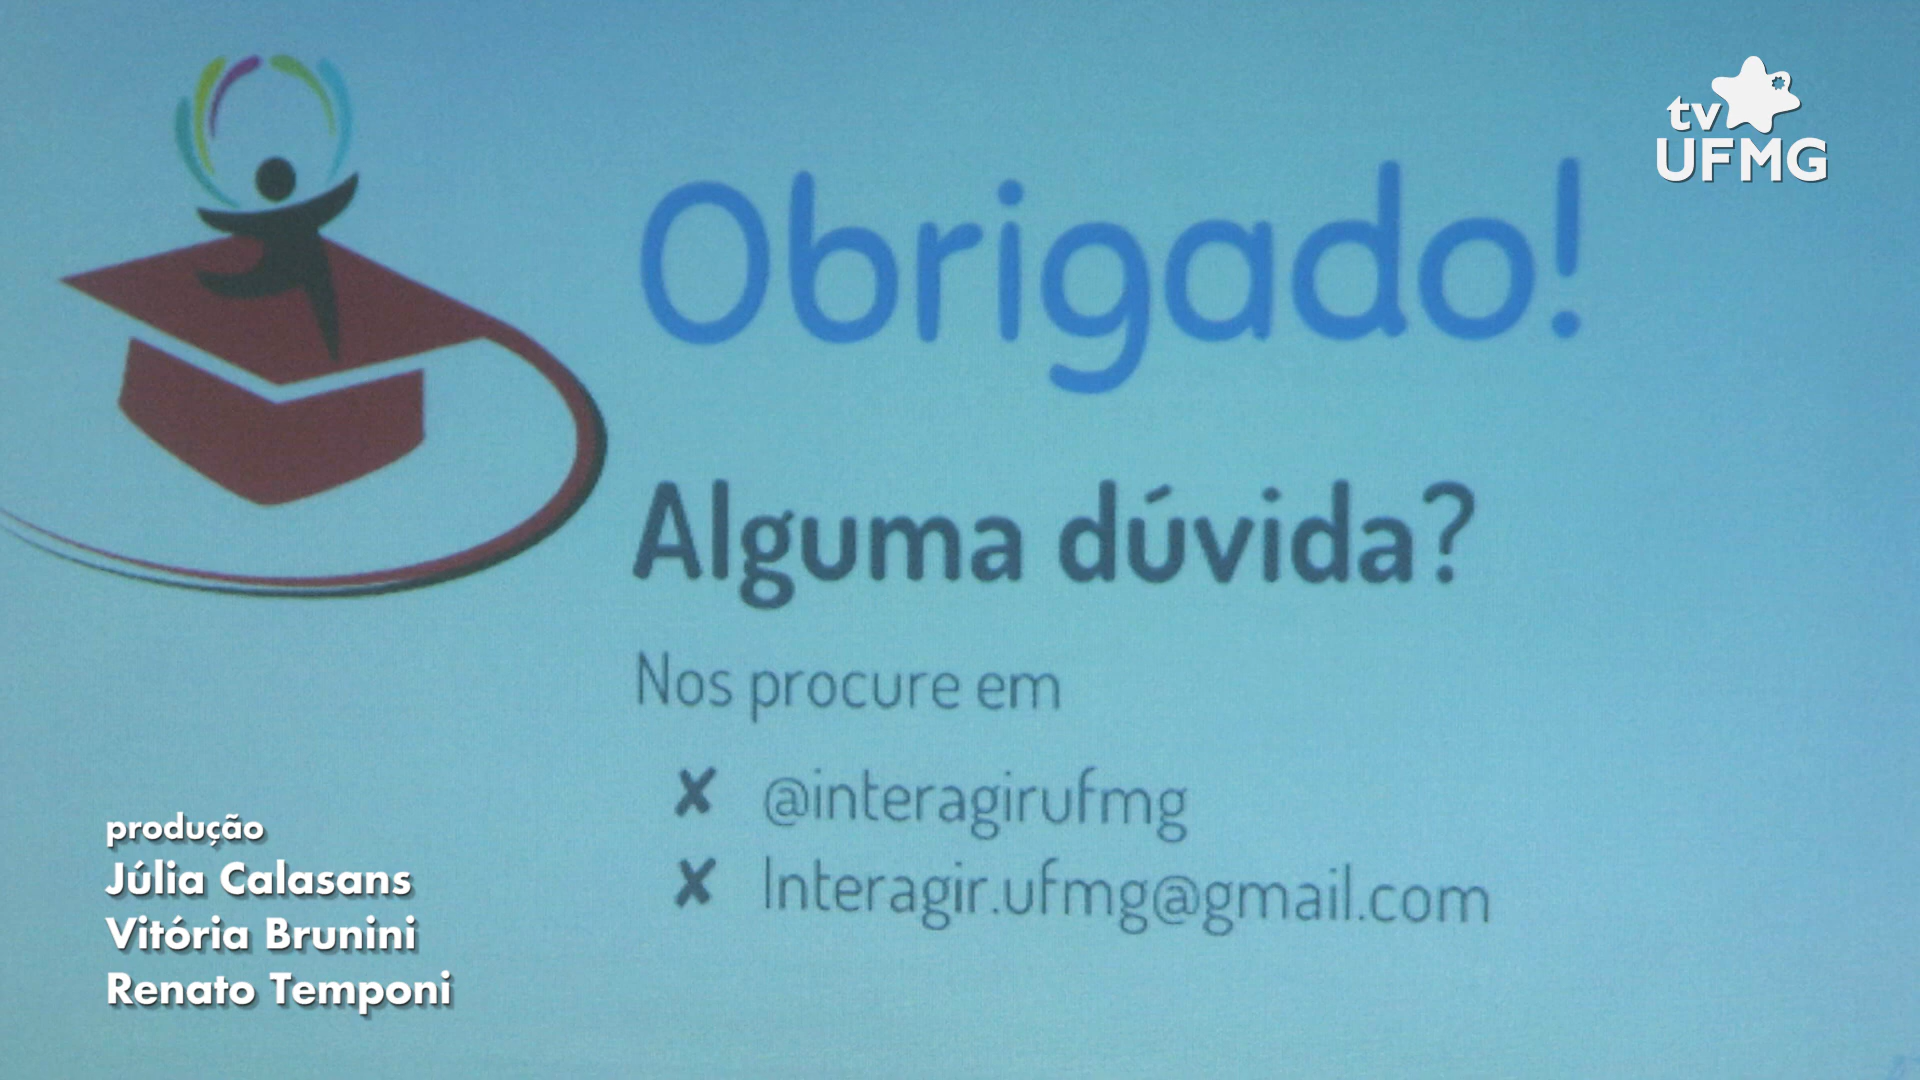 tv
UFMG
Obrigado!
Alguma dúvida?
Nos procure em
✘ @interagirufmg
✘ Interagir.ufmg@gmail.com
produção
Júlia Calasans
Vitória Brunini
Renato Temponi